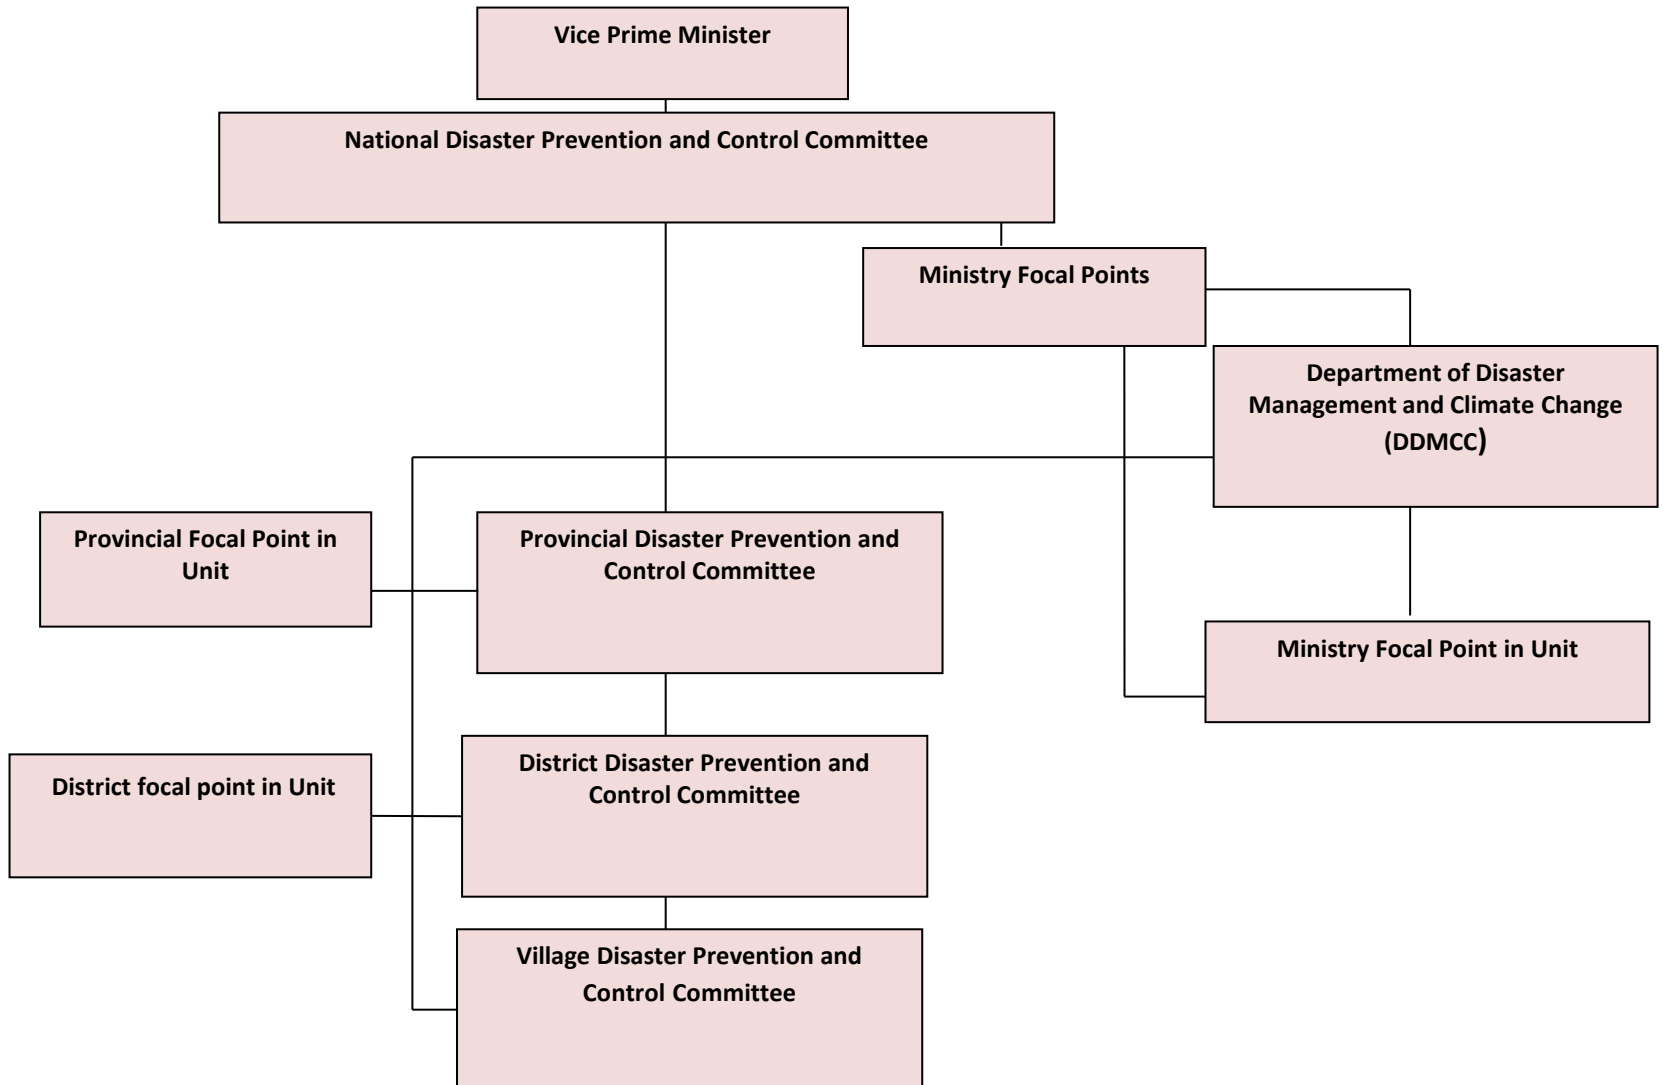 Vice Prime Minister
National Disaster Prevention and Control Committee
Ministry Focal Points
Department of Disaster
Management and Climate Change
(DDMCC)
Provincial Focal Point in
Unit
Provincial Disaster Prevention and
Control Committee
Ministry Focal Point in Unit
District Disaster Prevention and
Control Committee
District focal point in Unit
Village Disaster Prevention and
Control Committee